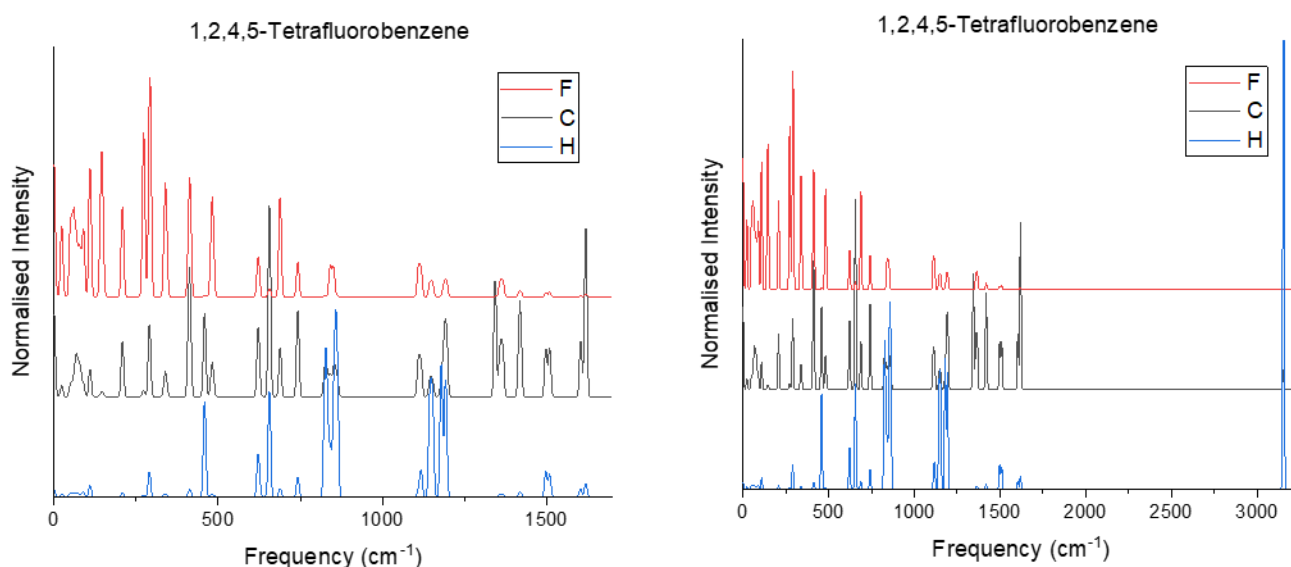 1,2,4,5-Tetrafluorobenzene
F
C
H
Normalised Intensity
0 500 1000 1500
Frequency (cm-1)
1,2,4,5-Tetrafluorobenzene
F
C
H
Normalised Intensity
0 500 1000 1500 2000 2500 3000
Frequency (cm-1)